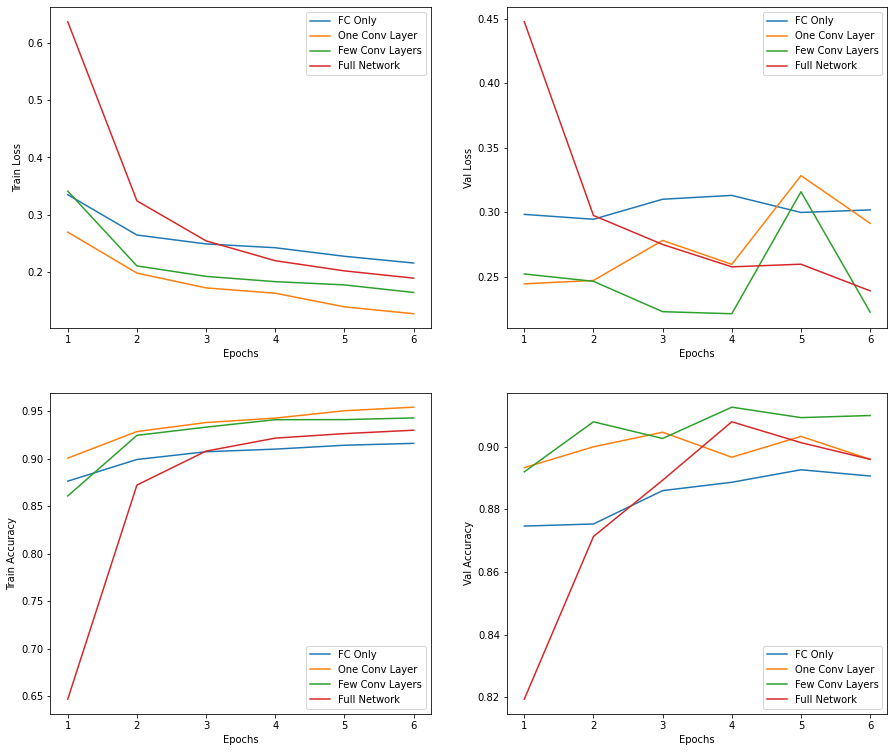 FC Only
One Conv Layer
Few Conv Layers
Full Network
0.6
0.5
0.4
0.3
0.2
Train Loss
1 2 3 4 5 6
Epochs
FC Only
One Conv Layer
Few Conv Layers
Full Network
0.45
0.40
0.35
0.30
0.25
Val Loss
1 2 3 4 5 6
Epochs
0.95
0.90
0.85
0.80
0.75
0.70
0.65
Train Accuracy
FC Only
One Conv Layer
Few Conv Layers
Full Network
1 2 3 4 5 6
Epochs
0.90
0.88
0.86
0.84
0.82
Val Accuracy
FC Only
One Conv Layer
Few Conv Layers
Full Network
1 2 3 4 5 6
Epochs